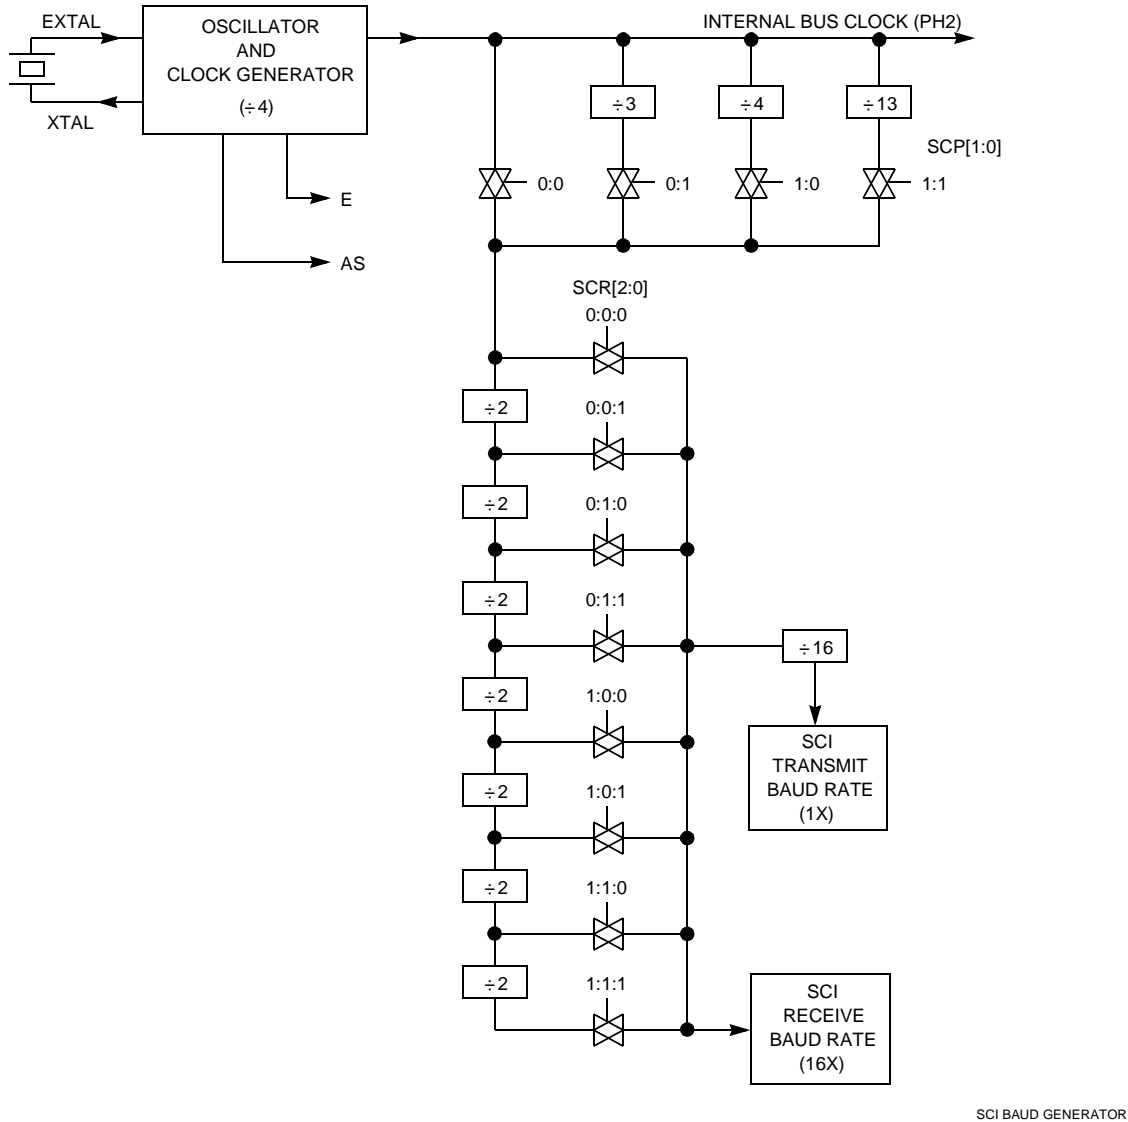 EXTAL
XTAL
OSCILLATOR
AND
CLOCK GENERATOR
(÷4)
INTERNAL BUS CLOCK (PH2)
÷3
÷4
÷13
SCP[1:0]
0:0
0:1
1:0
1:1
E
AS
SCR[2:0]
0:0:0
÷2
0:0:1
÷2
0:1:0
÷2
0:1:1
÷16
÷2
1:0:0
SCI
TRANSMIT
BAUD RATE
(1X)
÷2
1:0:1
÷2
1:1:0
÷2
1:1:1
SCI
RECEIVE
BAUD RATE
(16X)
SCI BAUD GENERATOR